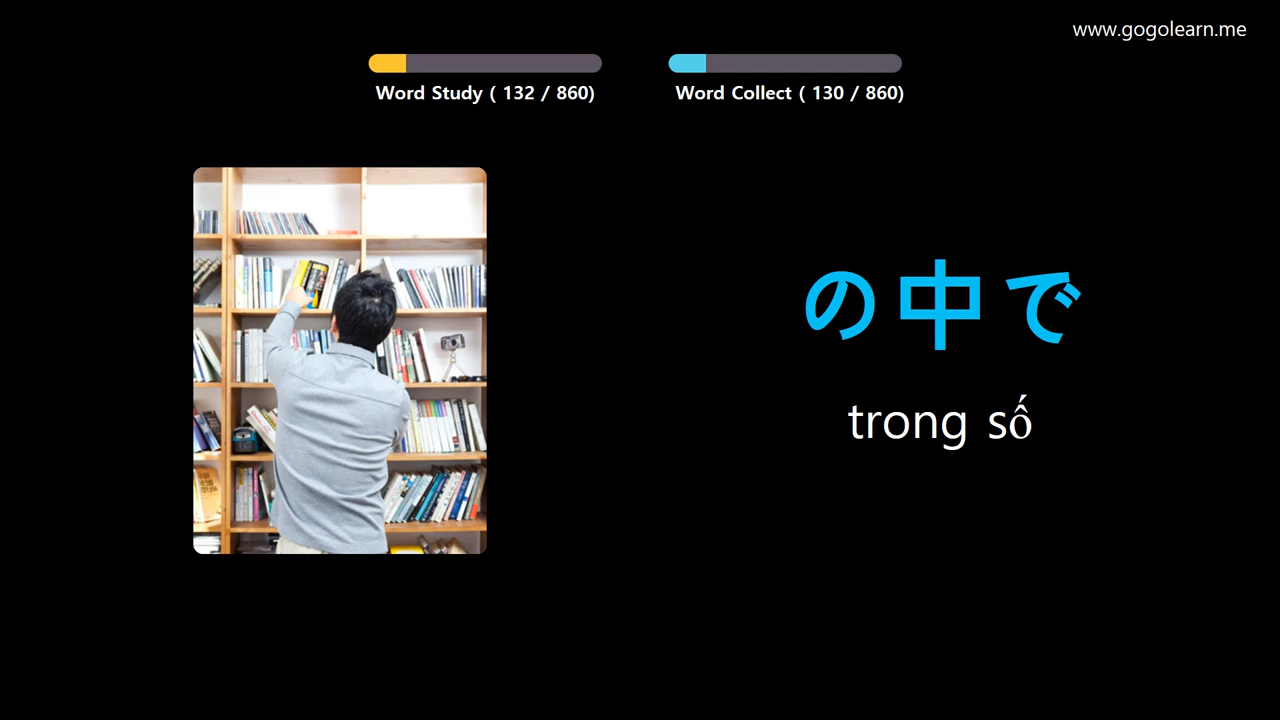 www.gogolearn.me
Word Study ( 132 / 860)
Word Collect ( 130 / 860)
の中で
trong số